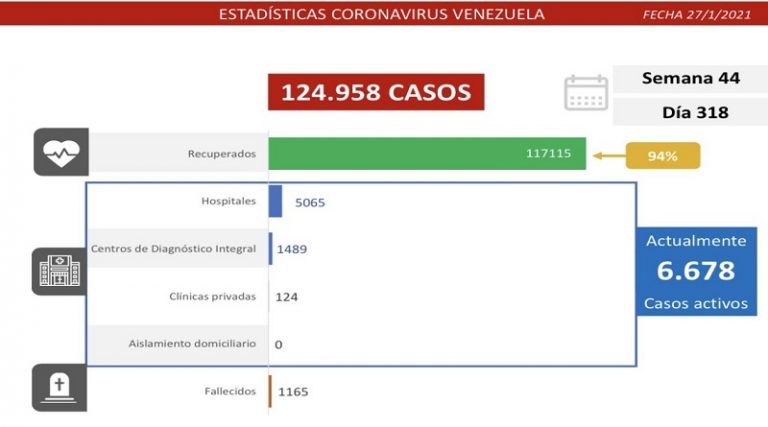 ESTADÍSTICAS CORONAVIRUS VENEZUELA
FECHA 27/1/2021
124.958 CASOS
Semana 44
Día 318
Recuperados
117115
94%
Hospitales
5065
Centros de Diagnóstico Integral
1489
Clínicas privadas
124
Aislamiento domiciliario
0
Actualmente
6.678
Casos activos
Fallecidos
1165